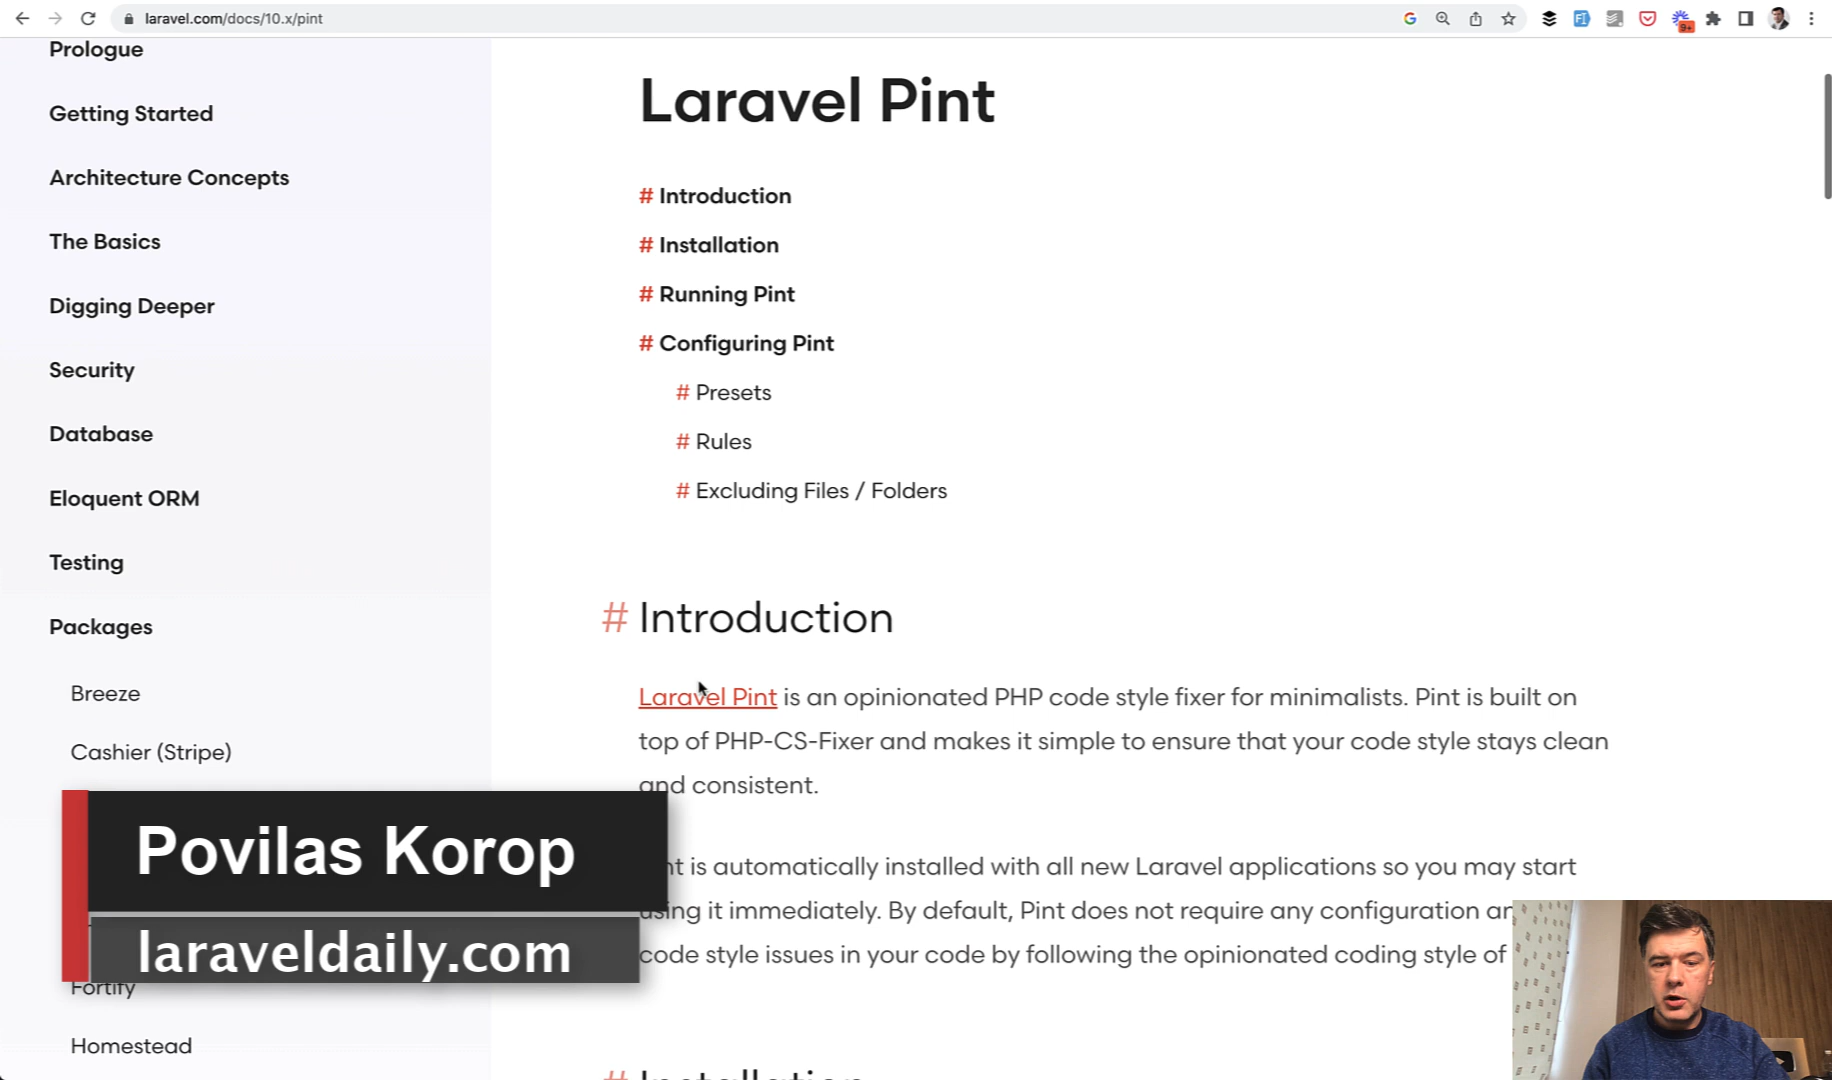 laravel.com/docs/10.x/pint
9+
Prologue
Getting Started
Architecture Concepts
The Basics
Digging Deeper
Security
Database
Eloquent ORM
Testing
Packages
Breeze
Cashier (Stripe)
Fortify
Homestead
Laravel Pint
# Introduction
# Installation
# Running Pint
# Configuring Pint
# Presets
# Rules
# Excluding Files / Folders
# Introduction
Laravel Pint is an opinionated PHP code style fixer for minimalists. Pint is built on
top of PHP-CS-Fixer and makes it simple to ensure that your code style stays clean
and consistent.
is automatically installed with all new Laravel applications so you may start
using it immediately. By default, Pint does not require any configuration
code style issues in your code by following the opinionated coding style of
# Installation
Povilas Korop
laraveldaily.com